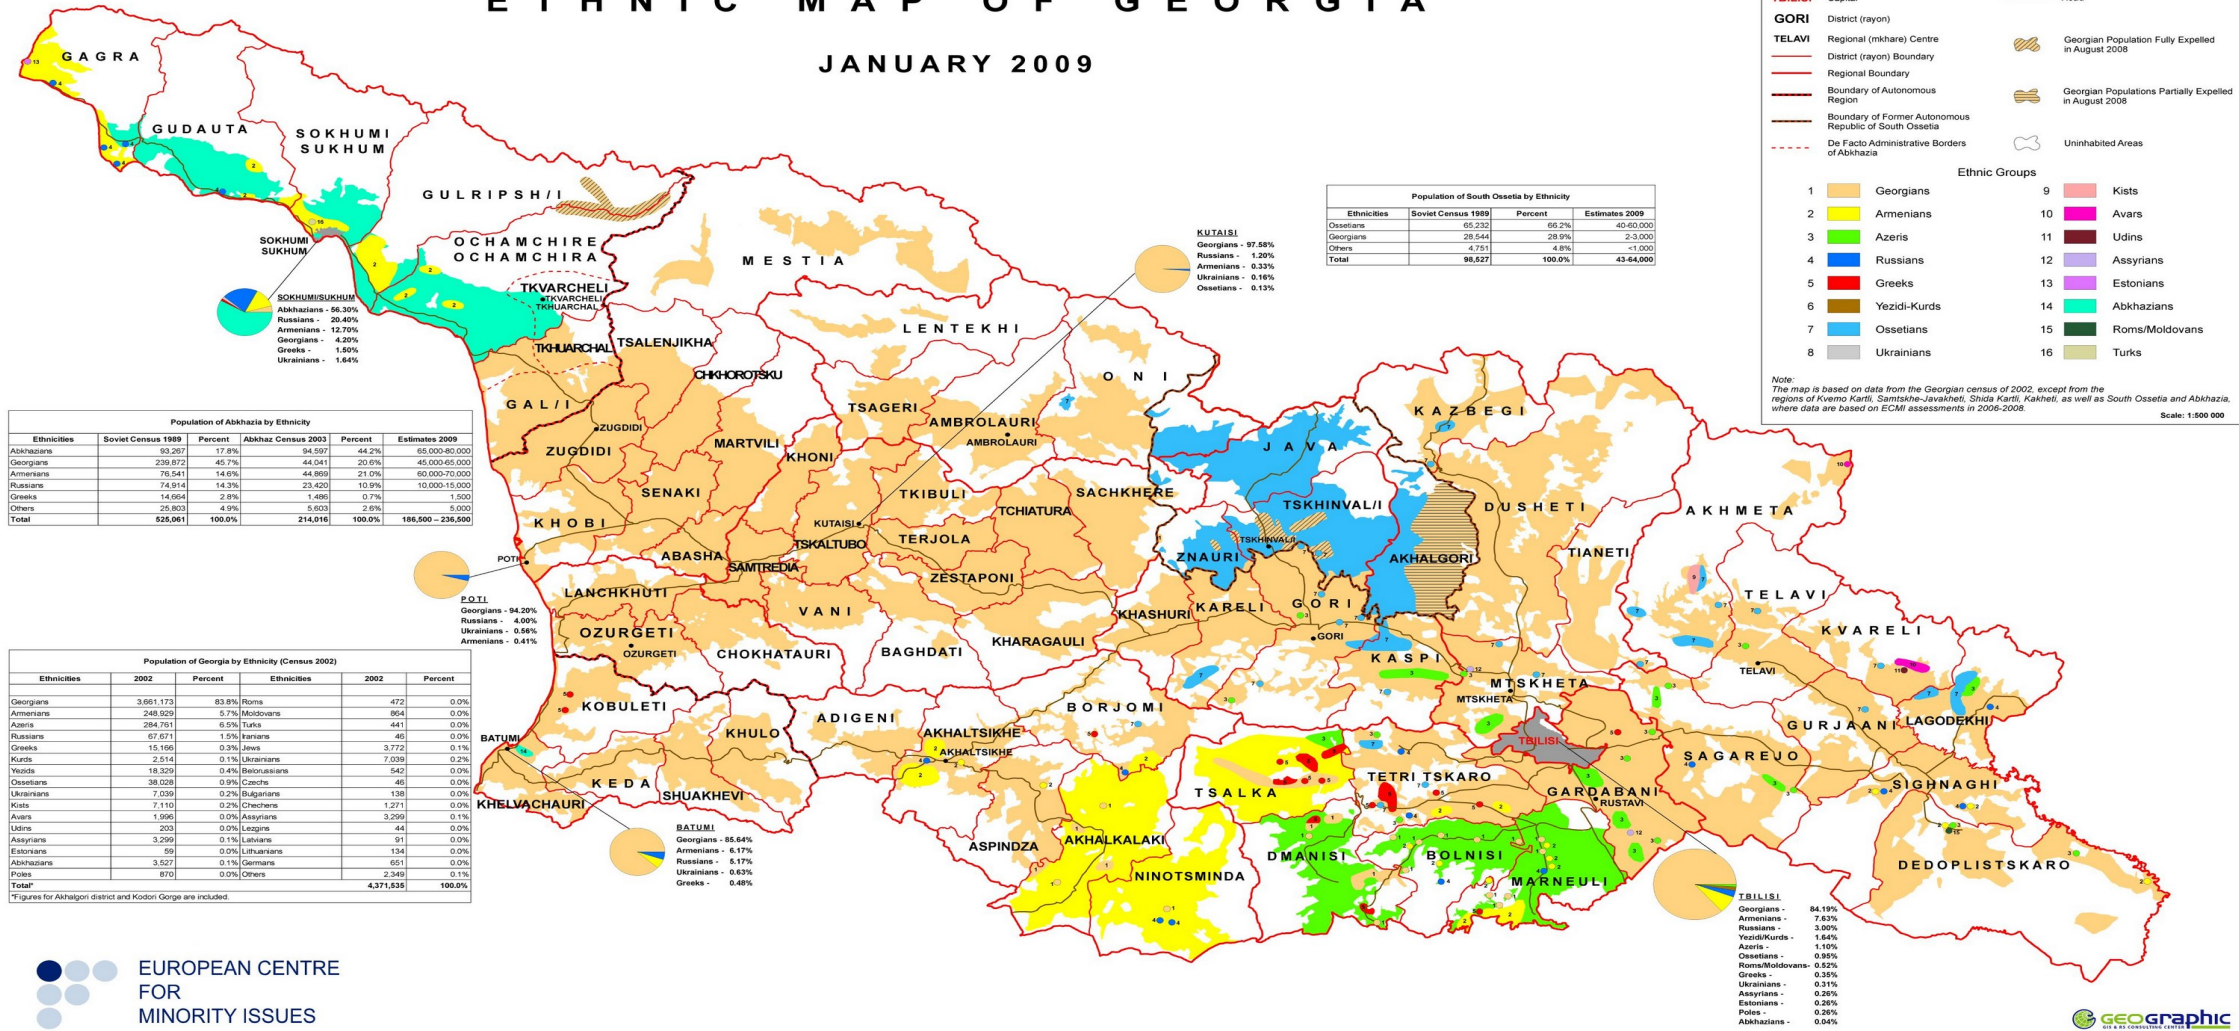 ETHNIC MAP OF GEORGIA
JANUARY 2009
GORI District (rayon)
TELAVI Regional (mkhare) Centre
District (rayon) Boundary
Regional Boundary
Boundary of Autonomous
Region
Boundary of Former Autonomous
Republic of South Ossetia
De Facto Administrative Borders
of Abkhazia
Georgian Population Fully Expelled
in August 2008
Georgian Populations Partially Expelled
in August 2008
Uninhabited Areas
Ethnic Groups
1 Georgians
2 Armenians
3 Azeris
4 Russians
5 Greeks
6 Yezidi-Kurds
7 Ossetians
8 Ukrainians
9 Kists
10 Avars
11 Udins
12 Assyrians
13 Estonians
14 Abkhazians
15 Roms/Moldovans
16 Turks
Note:
The map is based on data from the Georgian census of 2002, except from the
regions of Kvemo Kartli, Samtskhe-Javakheti, Shida Kartli, Kakheti, as well as South Ossetia and Abkhazia,
where data are based on ECMI assessments in 2006-2008.
Scale: 1:500 000
Population of South Ossetia by Ethnicity
Ethnicities Soviet Census 1989 Percent Estimates 2009
Ossetians 65,232 66.2% 40-60,000
Georgians 28,544 28.9% 2-3,000
Others 4,751 4.8% <1,000
Total 98,527 100.0% 43-64,000
KUTAISI
Georgians - 97.58%
Russians - 1.20%
Armenians - 0.33%
Ukrainians - 0.16%
Ossetians - 0.13%
GAGRA
GUDAUTA
SOKHUMI
SUKHUM
GULRIPSH/I
SOKHUMI
SUKHUM
OCHAMCHIRE
OCHAMCHIRA
TKVARCHELI
TKVARCHELI
TKHUARCHAL
TKHUARCHAL
GAL/I
SOKHUMI/SUKHUM
Abkhazians - 56.30%
Russians - 20.40%
Armenians - 12.70%
Georgians - 4.20%
Greeks - 1.50%
Ukrainians - 1.64%
MESTIA
LENTEKHI
TSALENJIKHA
CHKHOROTSKU
ONI
TSAGERI
AMBROLAURI
AMBROLAURI
ZUGDIDI
ZUGDIDI
MARTVILI
KHONI
SENAKI
TKIBULI
SACHKHERE
TCHIATURA
KHOBI
KUTAISI
TSKALTUBO
TERJOLA
ABASHA
SAMTREDIA
ZESTAPONI
POTI
LANCHKHUTI
VANI
OZURGETI
OZURGETI
CHOKHATAURI
BAGHDATI
KHARAGAULI
KHASHURI
KARELI
GORI
GORI
KAZBEGI
JAVA
TSKHINVAL/I
TSKHINVAL/I
ZNAURI
AKHALGORI
DUSHETI
TIANETI
AKHMETA
TELAVI
TELAVI
KVARELI
KASPI
MTSKHETA
MTSKHETA
TBILISI
GURJAANI
LAGODEKHI
SAGAREJO
SIGHNAGHI
DEDOPLISTSKARO
KOBULETI
BATUMI
KHULO
KEDA
SHUAKHEVI
KHELVACHAURI
ADIGENI
AKHALTSIKHE
AKHALTSIKHE
BORJOMI
ASPINDZA
AKHALKALAKI
NINOTSMINDA
TSALKA
TETRI TSKARO
GARDABANI
RUSTAVI
DMANISI
BOLNISI
MARNEULI
Population of Abkhazia by Ethnicity
Ethnicities Soviet Census 1989 Percent Abkhaz Census 2003 Percent Estimates 2009
Abkhazians 93,267 17.8% 94,597 44.2% 65,000-80,000
Georgians 239,872 45.7% 44,041 20.6% 45,000-65,000
Armenians 76,541 14.6% 44,869 21.0% 60,000-70,000
Russians 74,914 14.3% 23,420 10.9% 10,000-15,000
Greeks 14,664 2.8% 1,486 0.7% 1,500
Others 25,803 4.9% 5,603 2.6% 5,000
Total 525,061 100.0% 214,016 100.0% 186,500 – 236,500
POTI
Georgians - 94.20%
Russians - 4.00%
Ukrainians - 0.56%
Armenians - 0.41%
Population of Georgia by Ethnicity (Census 2002)
Ethnicities 2002 Percent Ethnicities 2002 Percent
Georgians 3,661,173 83.8% Roms 472 0.0%
Armenians 248,929 5.7% Moldovans 864 0.0%
Azeris 284,761 6.5% Turks 441 0.0%
Russians 67,671 1.5% Iranians 46 0.0%
Greeks 15,166 0.3% Jews 3,772 0.1%
Kurds 2,514 0.1% Ukrainians 7,039 0.2%
Yezids 18,329 0.4% Belorussians 542 0.0%
Ossetians 38,028 0.9% Czechs 46 0.0%
Ukrainians 7,039 0.2% Bulgarians 138 0.0%
Kists 7,110 0.2% Chechens 1,271 0.0%
Avars 1,996 0.0% Assyrians 3,299 0.1%
Udins 203 0.0% Lezgins 44 0.0%
Assyrians 3,299 0.1% Latvians 91 0.0%
Estonians 59 0.0% Lithuanians 134 0.0%
Abkhazians 3,527 0.1% Germans 651 0.0%
Poles 870 0.0% Others 2,349 0.1%
Total* 4,371,535 100.0%
*Figures for Akhalgori district and Kodori Gorge are included.
BATUMI
Georgians - 85.64%
Armenians - 6.17%
Russians - 5.17%
Ukrainians - 0.63%
Greeks - 0.48%
TBILISI
Georgians - 84.19%
Armenians - 7.63%
Russians - 3.00%
Yezidi/Kurds - 1.64%
Azeris - 1.10%
Ossetians - 0.95%
Roms/Moldovans- 0.52%
Greeks - 0.35%
Ukrainians - 0.31%
Assyrians - 0.26%
Estonians - 0.26%
Poles - 0.26%
Abkhazians - 0.04%
EUROPEAN CENTRE
FOR
MINORITY ISSUES
GEOGRAPHIC
GIS & RS CONSULTING CENTER